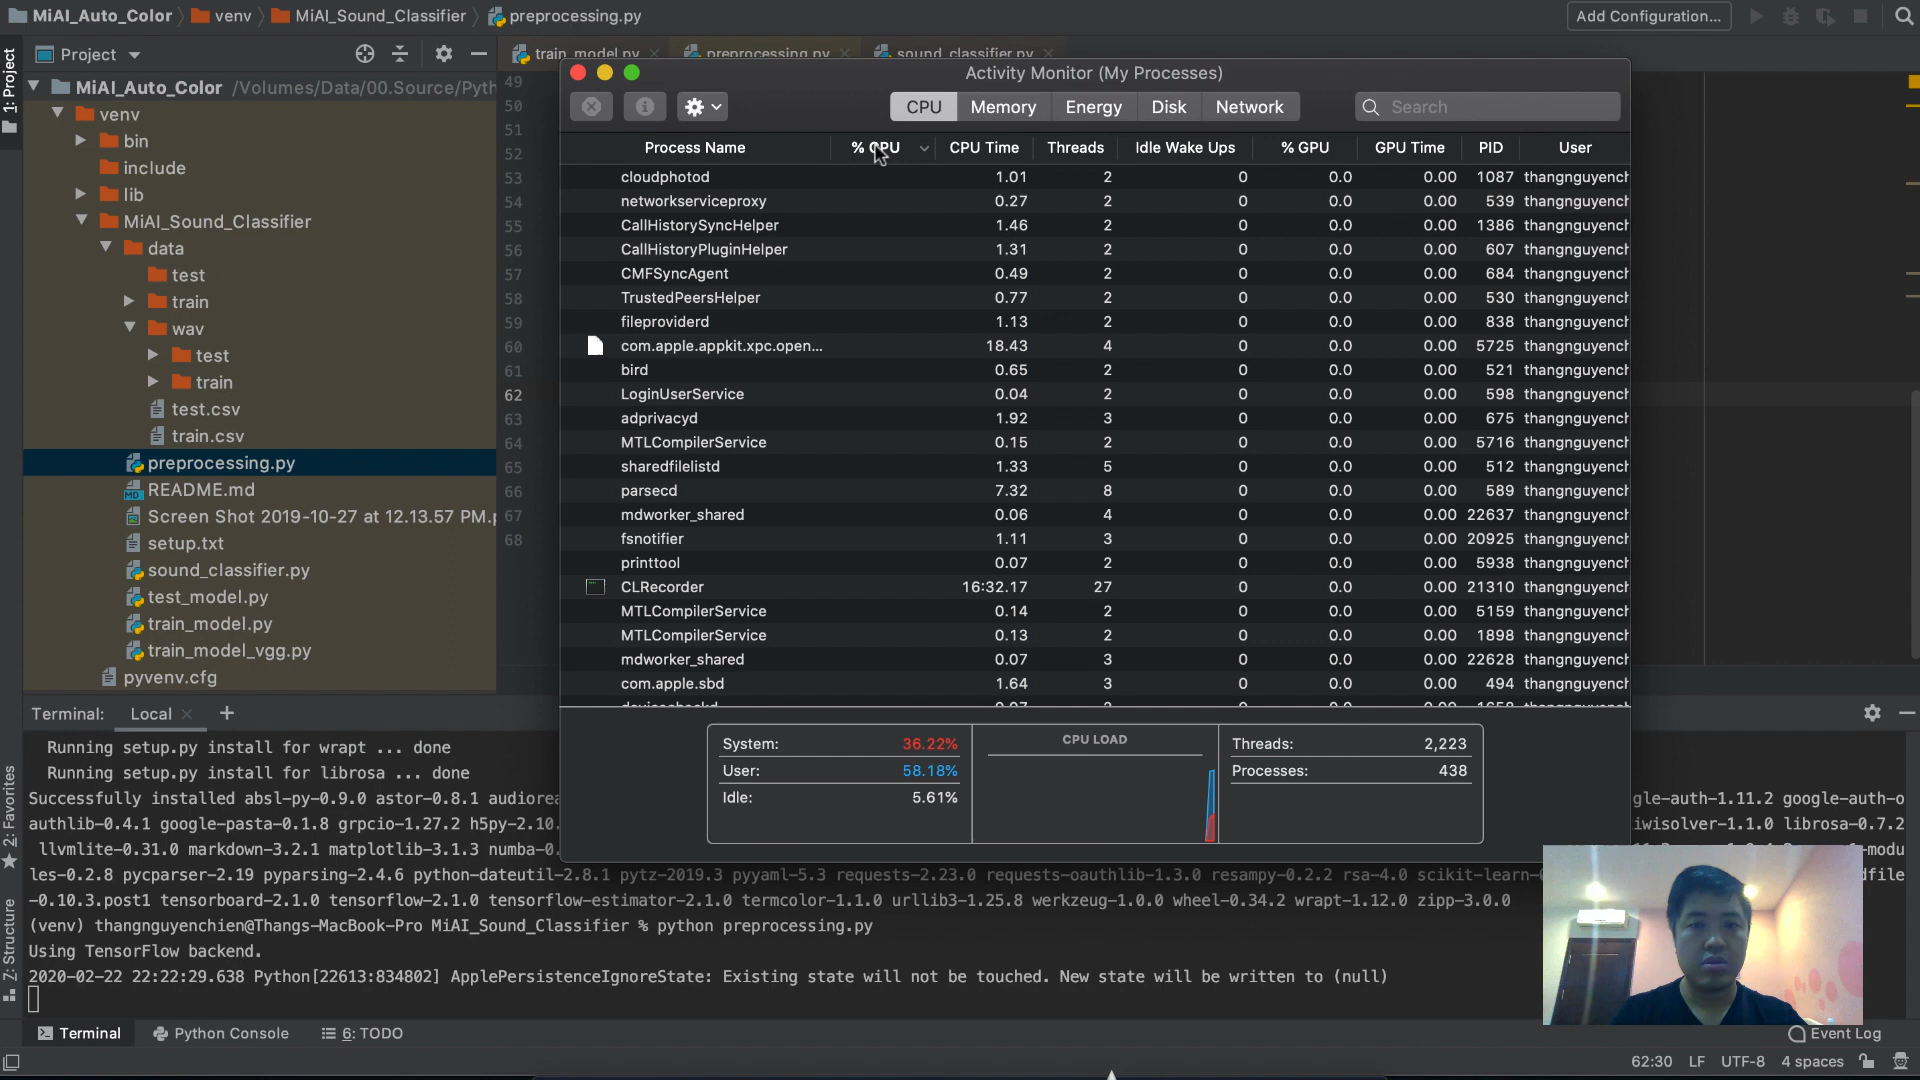 MiAI_Auto_Color
venv
MiAI_Sound_Classifier
preprocessing.py
Add Configuration...
1: Project
Project
train_model.py
preprocessing.py
sound_classifier.py
MiAI_Auto_Color /Volumes/Data/00.Source/Pyth
venv
bin
include
lib
MiAI_Sound_Classifier
data
test
train
wav
test
train
test.csv
train.csv
preprocessing.py
README.md
Screen Shot 2019-10-27 at 12.13.57 PM.p
setup.txt
sound_classifier.py
test_model.py
train_model.py
train_model_vgg.py
pyvenv.cfg
49
50
51
52
53
54
55
56
57
58
59
60
61
62
63
64
65
66
67
68
Activity Monitor (My Processes)
CPU Memory Energy Disk Network
Search
Process Name % CPU CPU Time Threads Idle Wake Ups % GPU GPU Time PID User
cloudphotod 1.01 2 0 0.0 0.00 1087 thangnguyench
networkserviceproxy 0.27 2 0 0.0 0.00 539 thangnguyench
CallHistorySyncHelper 1.46 2 0 0.0 0.00 1386 thangnguyench
CallHistoryPluginHelper 1.31 2 0 0.0 0.00 607 thangnguyench
CMFSyncAgent 0.49 2 0 0.0 0.00 684 thangnguyench
TrustedPeersHelper 0.77 2 0 0.0 0.00 530 thangnguyench
fileproviderd 1.13 2 0 0.0 0.00 838 thangnguyench
com.apple.appkit.xpc.open... 18.43 4 0 0.0 0.00 5725 thangnguyench
bird 0.65 2 0 0.0 0.00 521 thangnguyench
LoginUserService 0.04 2 0 0.0 0.00 598 thangnguyench
adprivacyd 1.92 3 0 0.0 0.00 675 thangnguyench
MTLCompilerService 0.15 2 0 0.0 0.00 5716 thangnguyench
sharedfilelistd 1.33 5 0 0.0 0.00 512 thangnguyench
parsecd 7.32 8 0 0.0 0.00 589 thangnguyench
mdworker_shared 0.06 4 0 0.0 0.00 22637 thangnguyench
fsnotifier 1.11 3 0 0.0 0.00 20925 thangnguyench
printtool 0.07 2 0 0.0 0.00 5938 thangnguyench
CLRecorder 16:32.17 27 0 0.0 0.00 21310 thangnguyench
MTLCompilerService 0.14 2 0 0.0 0.00 5159 thangnguyench
MTLCompilerService 0.13 2 0 0.0 0.00 1898 thangnguyench
mdworker_shared 0.07 3 0 0.0 0.00 22628 thangnguyench
com.apple.sbd 1.64 3 0 0.0 0.00 494 thangnguyench
System: 36.22%
User: 58.18%
Idle: 5.61%
CPU LOAD
Threads: 2,223
Processes: 438
Terminal: Local
Running setup.py install for wrapt ... done
Running setup.py install for librosa ... done
Successfully installed absl-py-0.9.0 astor-0.8.1 audiorea gle-auth-1.11.2 google-auth-o
authlib-0.4.1 google-pasta-0.1.8 grpcio-1.27.2 h5py-2.10. iwisolver-1.1.0 librosa-0.7.2
llvmlite-0.31.0 markdown-3.2.1 matplotlib-3.1.3 numba-0. -modu
les-0.2.8 pycparser-2.19 pyparsing-2.4.6 python-dateutil-2.8.1 pytz-2019.3 pyyaml-5.3 requests-2.23.0 requests-oauthlib-1.3.0 resampy-0.2.2 rsa-4.0 scikit-learn-0 dfile
-0.10.3.post1 tensorboard-2.1.0 tensorflow-2.1.0 tensorflow-estimator-2.1.0 termcolor-1.1.0 urllib3-1.25.8 werkzeug-1.0.0 wheel-0.34.2 wrapt-1.12.0 zipp-3.0.0
(venv) thangnguyenchien@Thangs-MacBook-Pro MiAI_Sound_Classifier % python preprocessing.py
Using TensorFlow backend.
2020-02-22 22:22:29.638 Python[22613:834802] ApplePersistenceIgnoreState: Existing state will not be touched. New state will be written to (null)
2: Favorites
7: Structure
Terminal Python Console 6: TODO
Event Log
62:30 LF UTF-8 4 spaces